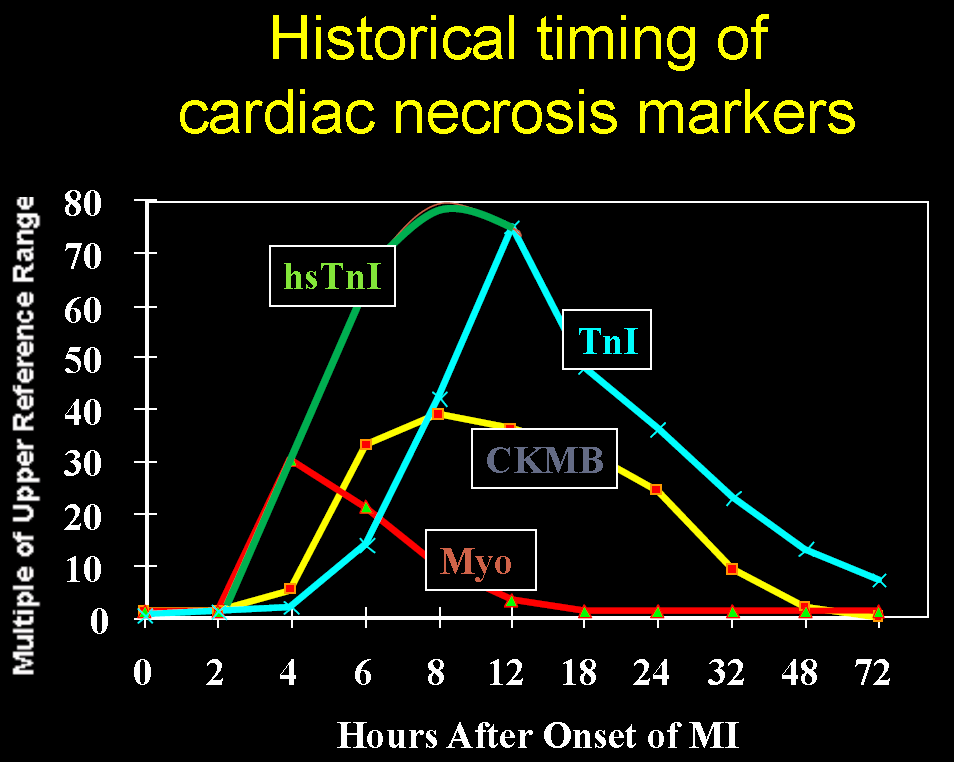 Historical timing of
cardiac necrosis markers
Multiple of Upper Reference Range
80
70
60
50
40
30
20
10
0
hsTnI
TnI
CKMB
Myo
0 2 4 6 8 12 18 24 32 48 72
Hours After Onset of MI